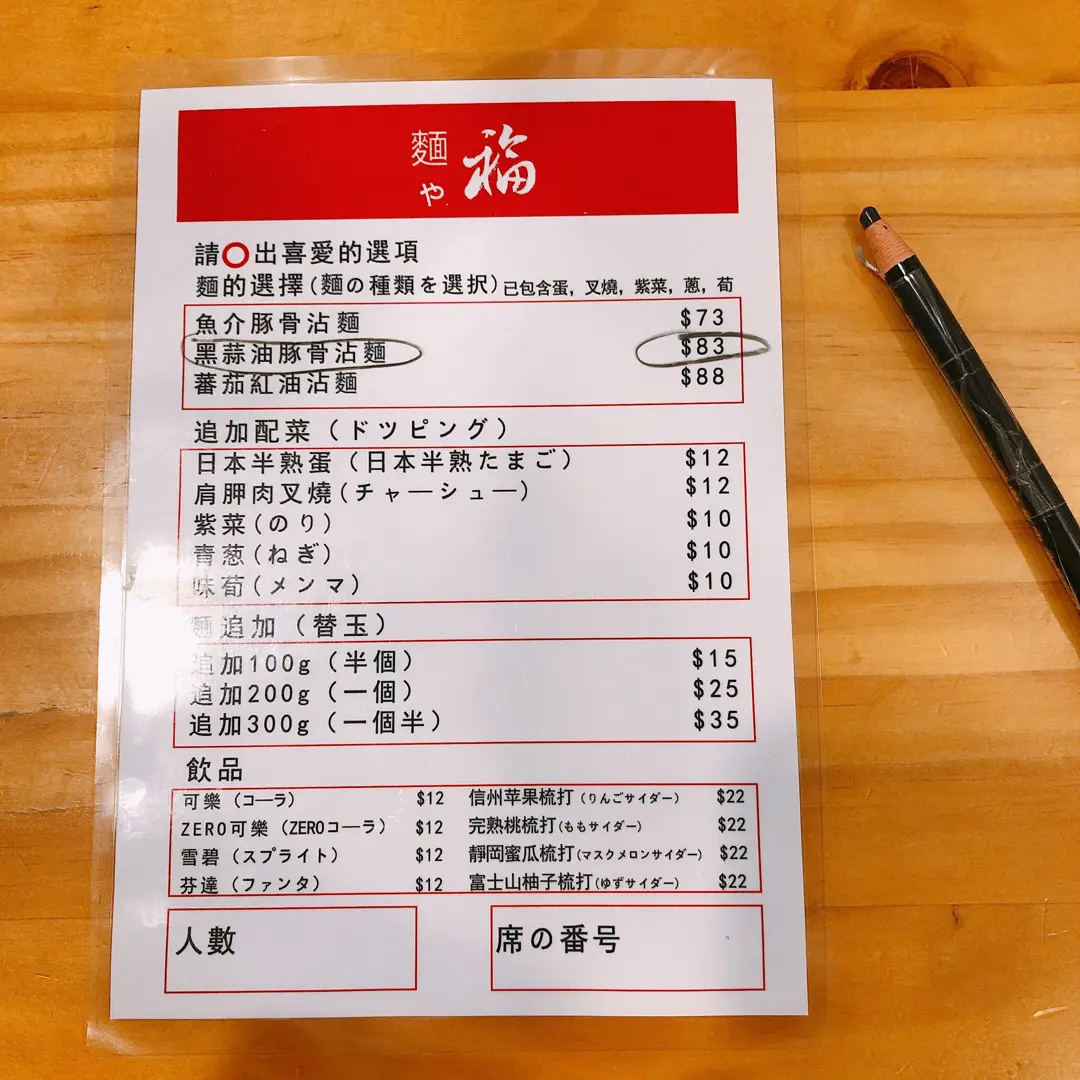 麵や 福
請⭕出喜愛的選項
麵的選擇(麵の種類を選択)已包含蛋，叉燒，紫菜，蔥，荀
魚介豚骨沾麵 $73
黑蒜油豚骨沾麵 $83
蕃茄紅油沾麵 $88
追加配菜（ドツピング）
日本半熟蛋（日本半熟たまご） $12
肩胛肉叉燒(チャーシュー) $12
紫菜(のり) $10
青葱(ねぎ) $10
味荀(メンマ) $10
麵追加（替玉）
追加100g（半個） $15
追加200g（一個） $25
追加300g（一個半） $35
飲品
可樂（コーラ） $12 信州苹果梳打（りんごサイダー） $22
ZERO可樂（ZEROコーラ） $12 完熟桃梳打(ももサイダー) $22
雪碧（スプライト） $12 靜岡蜜瓜梳打(マスクメロンサイダー) $22
芬達（ファンタ） $12 富士山柚子梳打(ゆずサイダー) $22
人數 席の番号